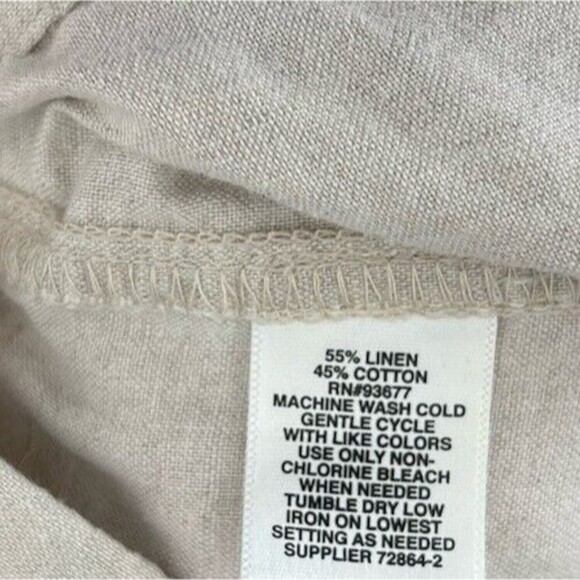 55% LINEN
45% COTTON
RN#93677
MACHINE WASH COLD
GENTLE CYCLE
WITH LIKE COLORS
USE ONLY NON-
CHLORINE BLEACH
WHEN NEEDED
TUMBLE DRY LOW
IRON ON LOWEST
SETTING AS NEEDED
SUPPLIER 72864-2